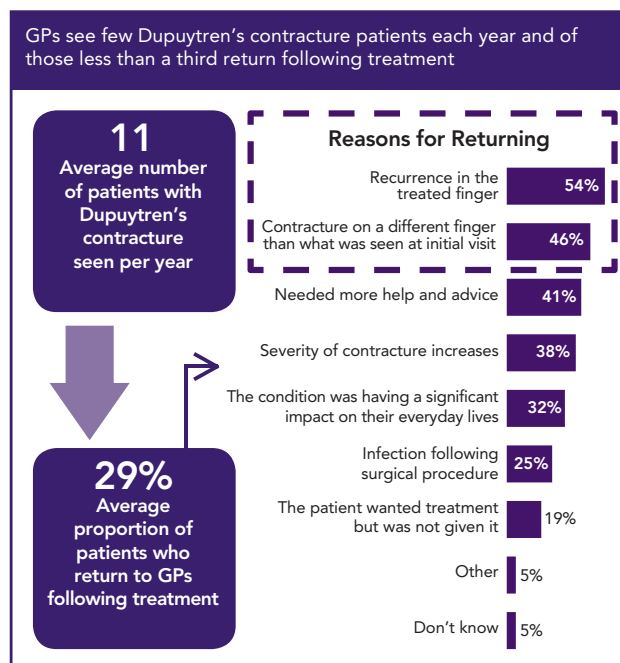 GPs see few Dupuytren’s contracture patients each year and of
those less than a third return following treatment
11
Average number
of patients with
Dupuytren’s
contracture
seen per year
29%
Average
proportion of
patients who
return to GPs
following treatment
Reasons for Returning
Recurrence in the
treated finger
54%
Contracture on a different finger
than what was seen at initial visit
46%
Needed more help and advice
41%
Severity of contracture increases
38%
The condition was having a significant
impact on their everyday lives
32%
Infection following
surgical procedure
25%
The patient wanted treatment
but was not given it
19%
Other
5%
Don’t know
5%